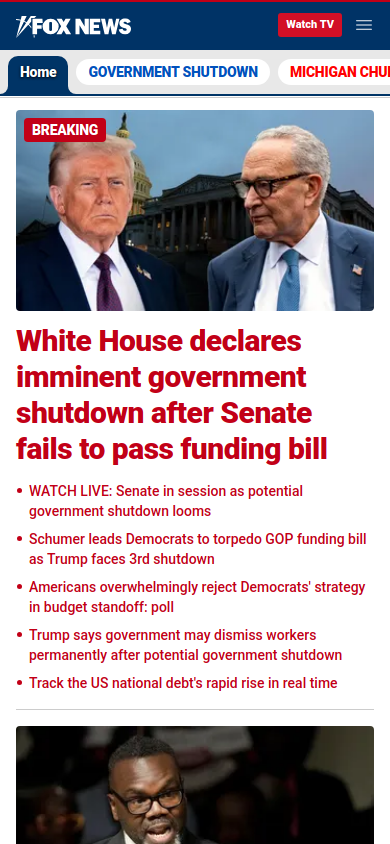 FOX NEWS
Watch TV
Home
GOVERNMENT SHUTDOWN
BREAKING
White House declares
imminent government
shutdown after Senate
fails to pass funding bill
• WATCH LIVE: Senate in session as potential
government shutdown looms
• Schumer leads Democrats to torpedo GOP funding bill
as Trump faces 3rd shutdown
• Americans overwhelmingly reject Democrats' strategy
in budget standoff: poll
• Trump says government may dismiss workers
permanently after potential government shutdown
• Track the US national debt's rapid rise in real time